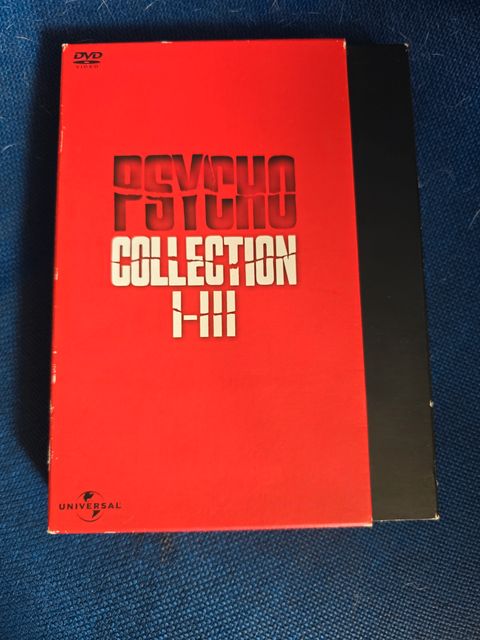 DVD
VIDEO
PSYCHO
COLLECTION
I-III
UNIVERSAL